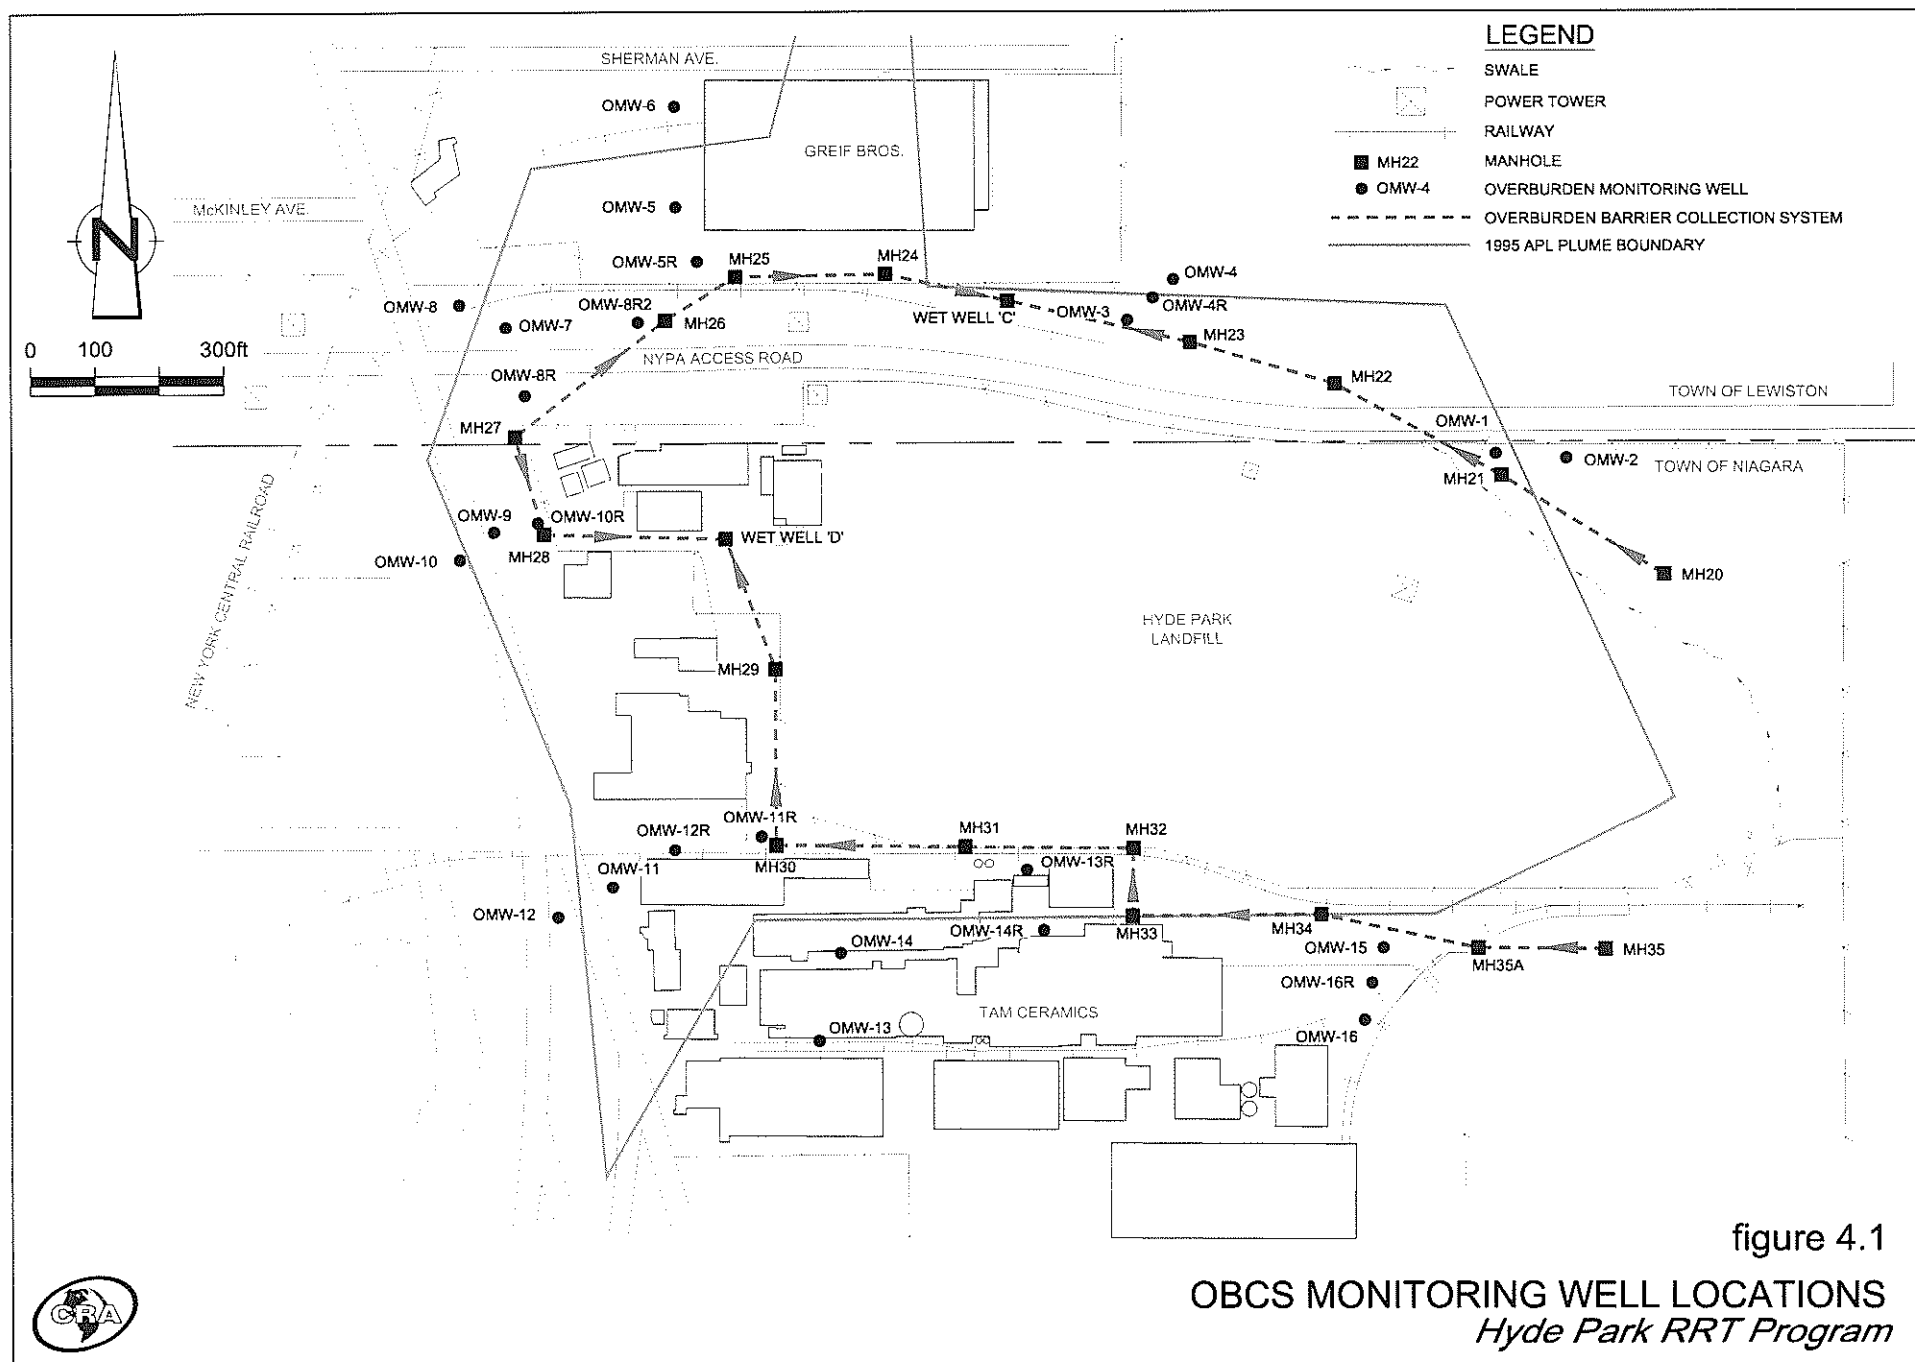 LEGEND
SWALE
POWER TOWER
RAILWAY
MH22 MANHOLE
OMW-4 OVERBURDEN MONITORING WELL
OVERBURDEN BARRIER COLLECTION SYSTEM
1995 APL PLUME BOUNDARY
SHERMAN AVE.
OMW-6
GREIF BROS.
McKINLEY AVE.
OMW-5
N
OMW-5R
MH25
MH24
OMW-4
OMW-8
OMW-8R2
OMW-4R
OMW-7
MH26
WET WELL 'C'
OMW-3
MH23
0 100 300ft
NYPA ACCESS ROAD
OMW-8R
MH22
TOWN OF LEWISTON
MH27
OMW-1
OMW-2
TOWN OF NIAGARA
MH21
OMW-9
OMW-10R
MH28
WET WELL 'D'
OMW-10
MH20
NEW YORK CENTRAL RAILROAD
HYDE PARK
LANDFILL
MH29
OMW-11R
OMW-12R
MH31
MH32
MH30
OMW-13R
OMW-11
OMW-12
OMW-14
OMW-14R
MH33
MH34
OMW-15
MH35A
MH35
OMW-16R
TAM CERAMICS
OMW-13
OMW-16
figure 4.1
OBCS MONITORING WELL LOCATIONS
Hyde Park RRT Program
CRA